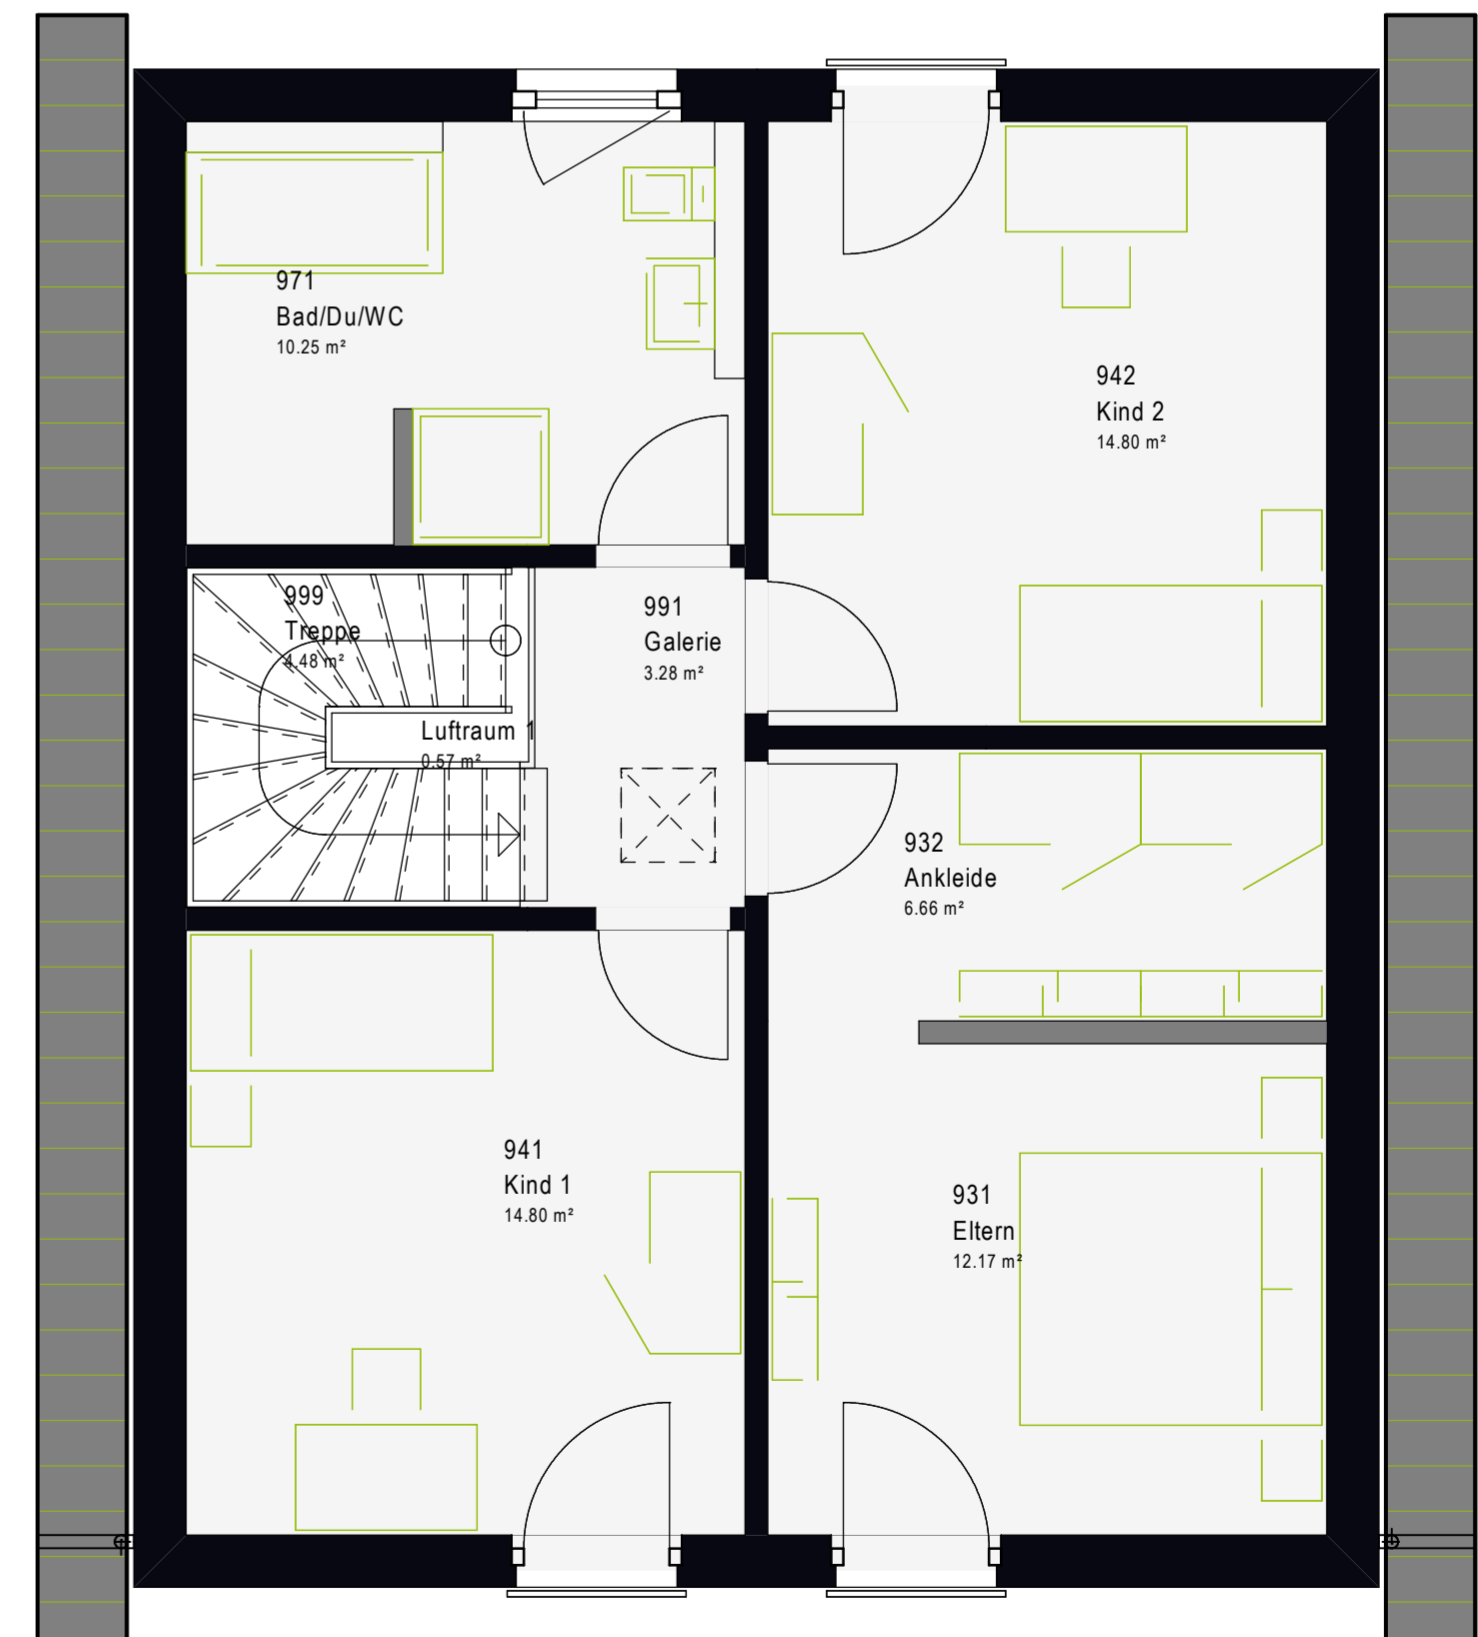 971
Bad/Du/WC
10.25 m²
942
Kind 2
14.80 m²
999
Treppe
4.48 m²
991
Galerie
3.28 m²
Luftraum 1
0.57 m²
932
Ankleide
6.66 m²
941
Kind 1
14.80 m²
931
Eltern
12.17 m²